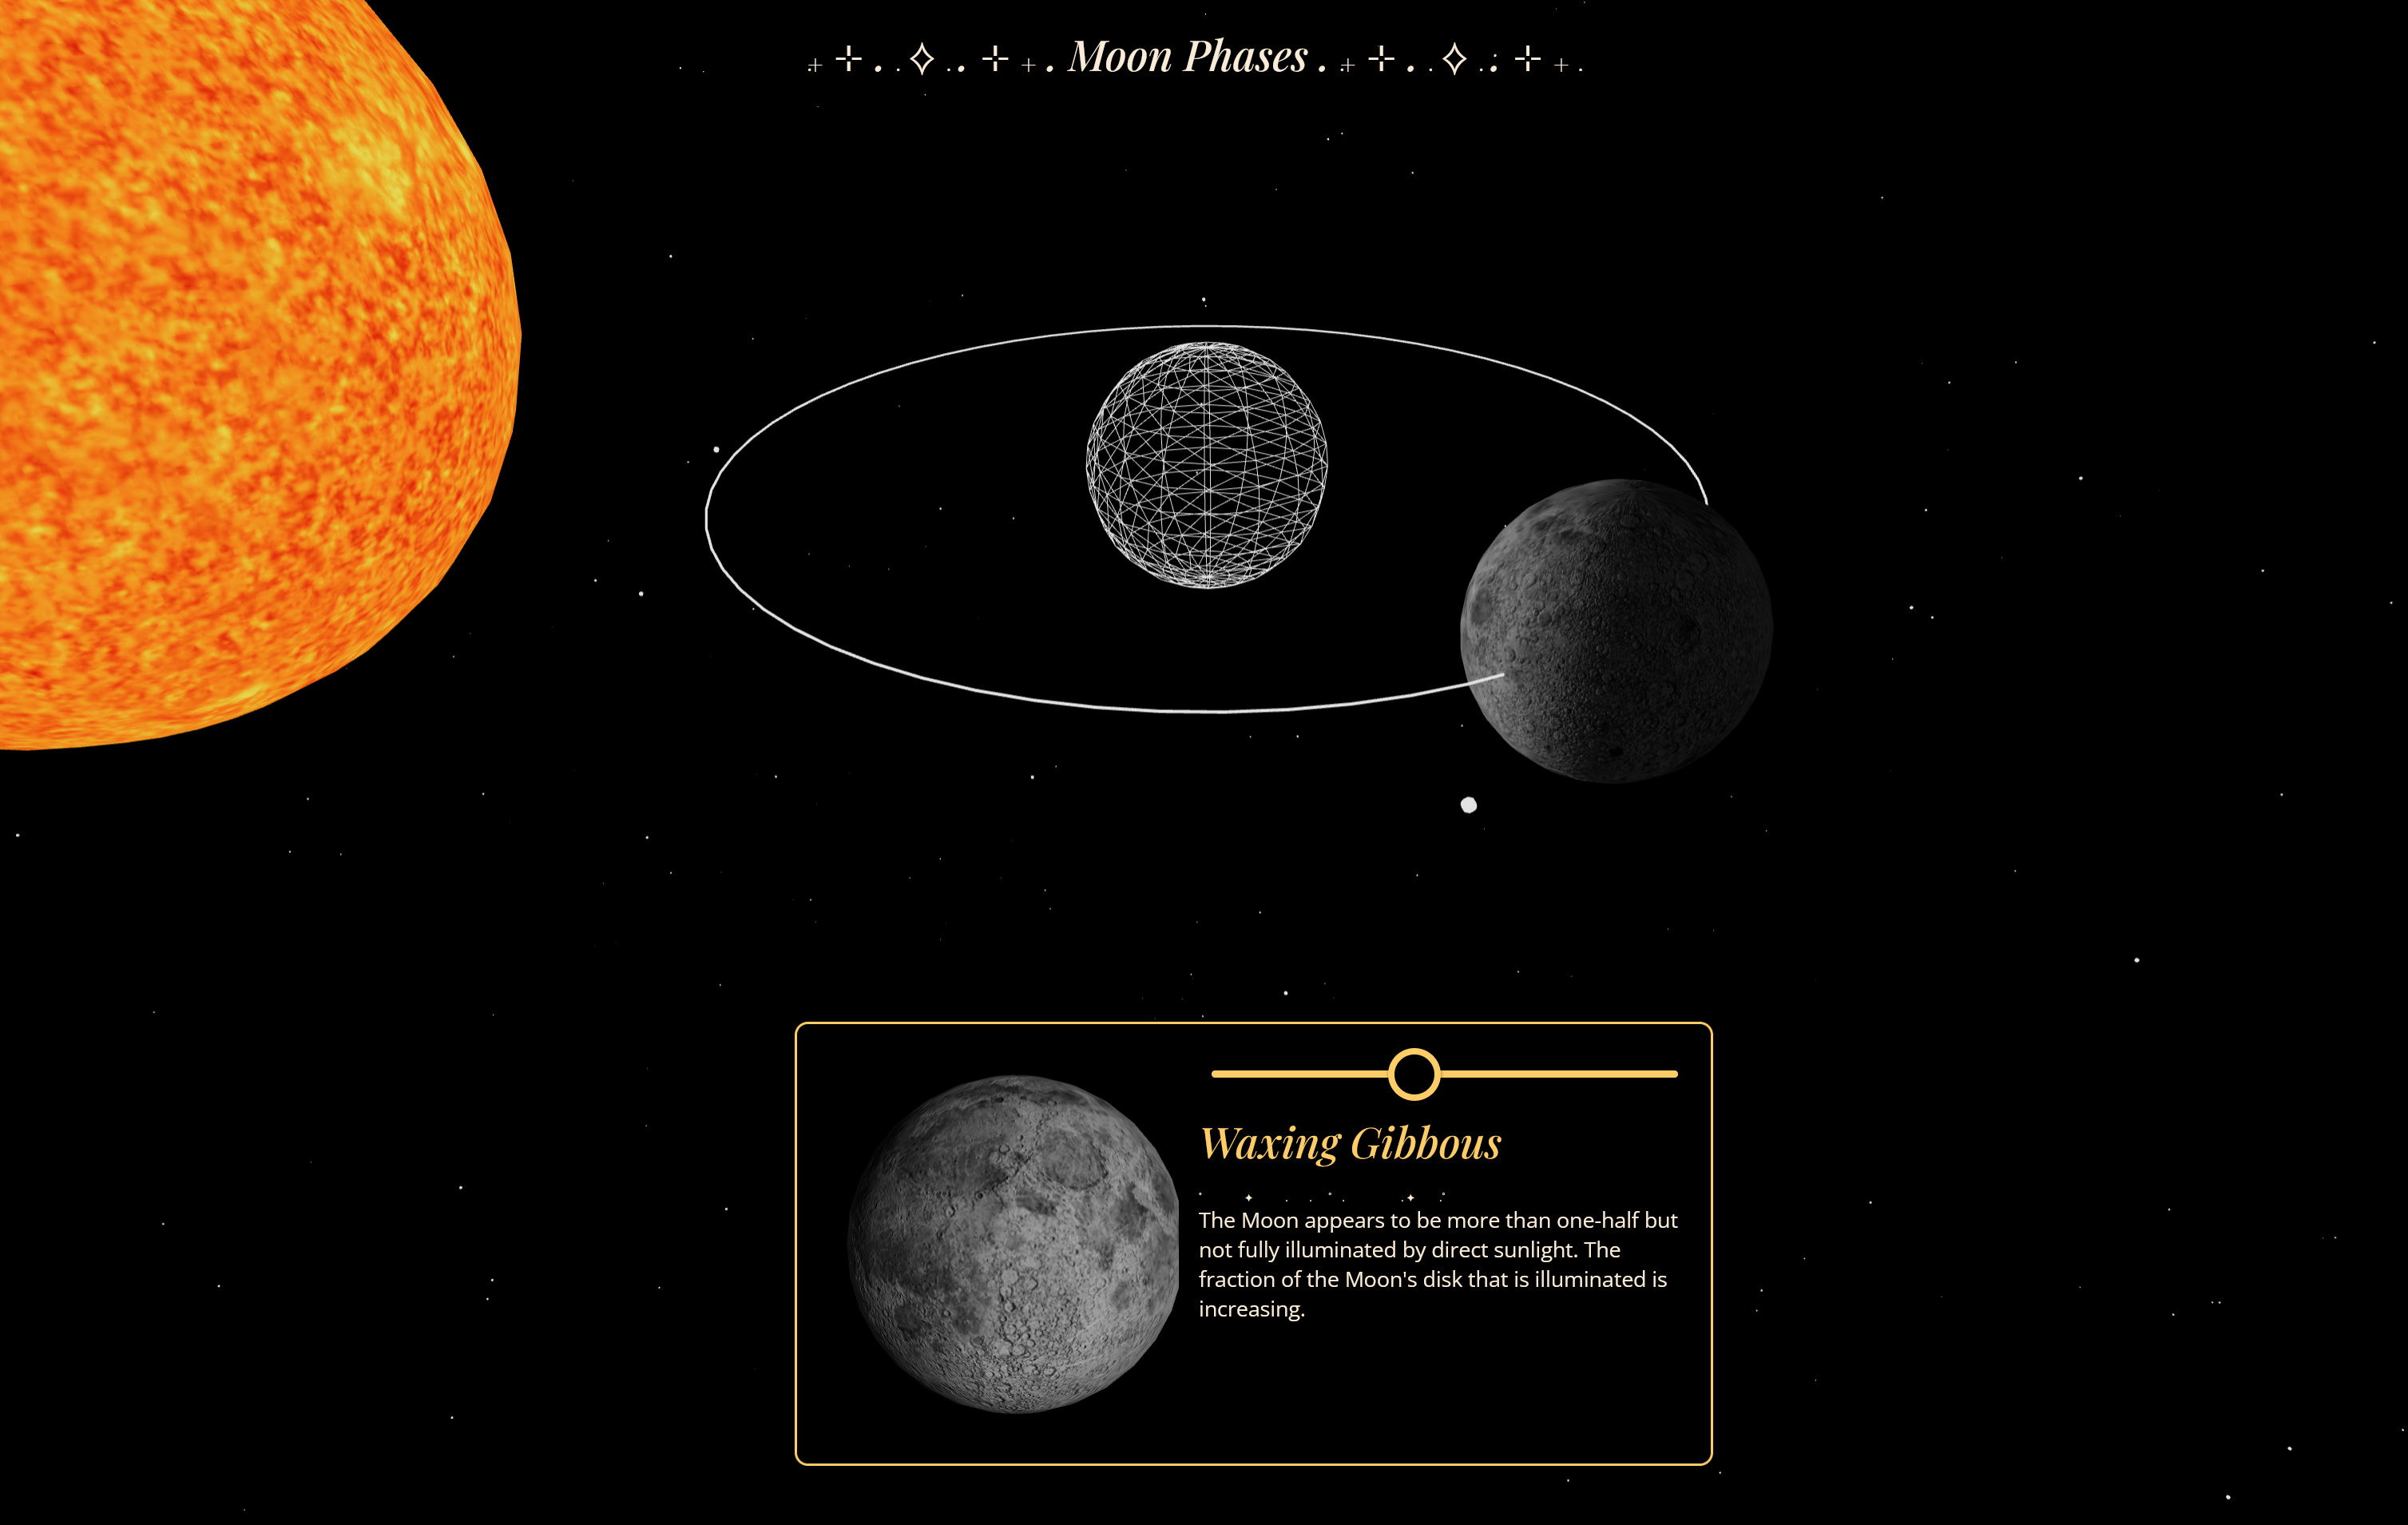 ₊ ⊹ . . ✧ . . ⊹ ₊ . Moon Phases . ₊ ⊹ . . ✧ . . ⊹ ₊ .
Waxing Gibbous
The Moon appears to be more than one-half but
not fully illuminated by direct sunlight. The
fraction of the Moon's disk that is illuminated is
increasing.